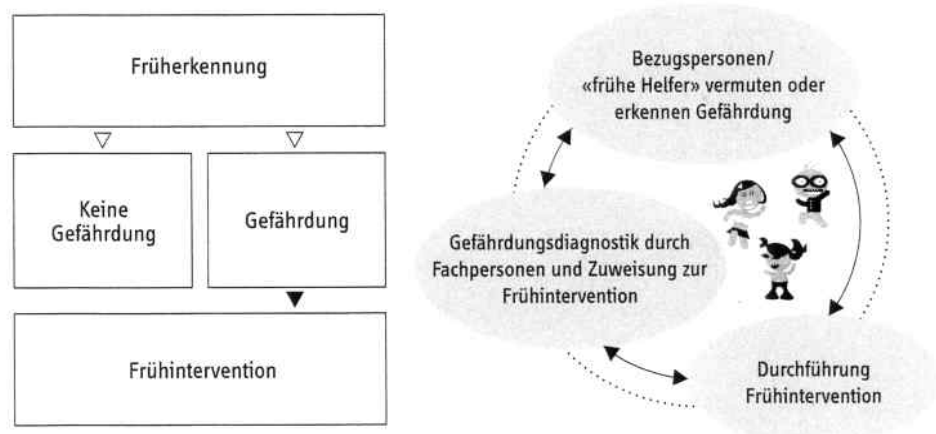 Früherkennung
Keine
Gefährdung
Gefährdung
Frühintervention
Bezugspersonen/
«frühe Helfer» vermuten oder
erkennen Gefährdung
Gefährdungsdiagnostik durch
Fachpersonen und Zuweisung zur
Frühintervention
Durchführung
Frühintervention